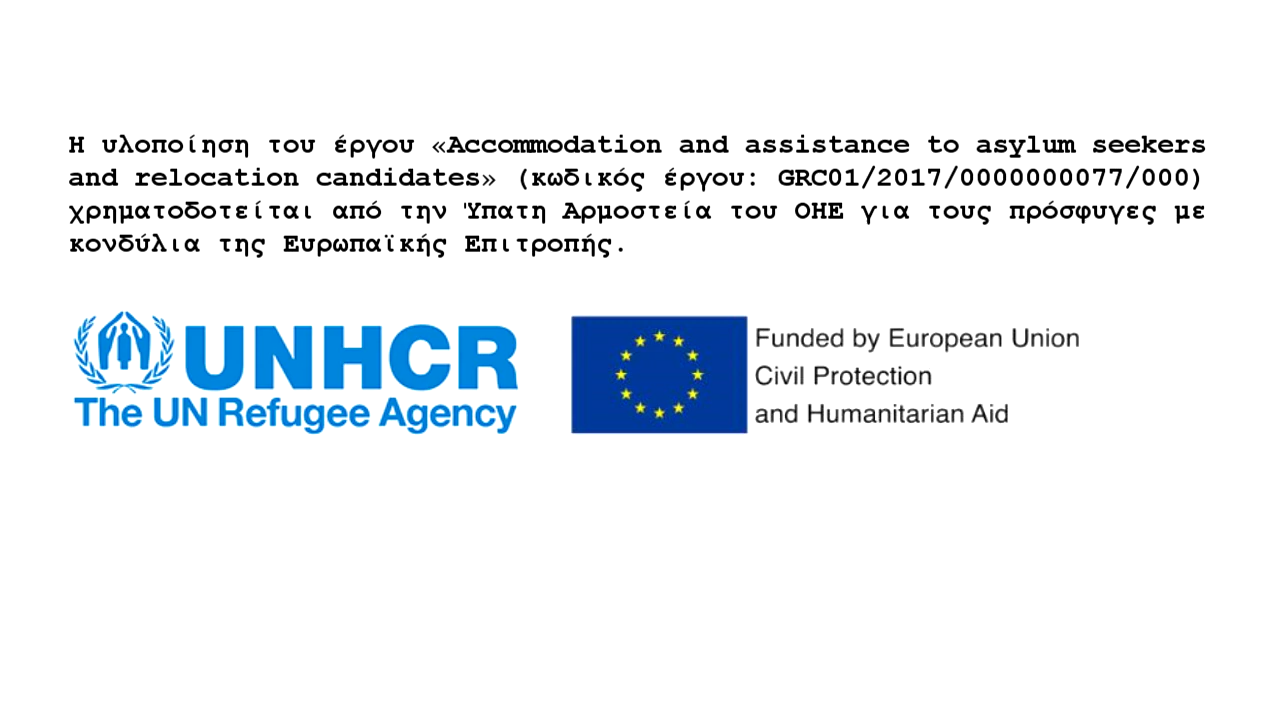 Η υλοποίηση του έργου «Accommodation and assistance to asylum seekers
and relocation candidates» (κωδικός έργου: GRC01/2017/0000000077/000)
χρηματοδοτείται από την Ύπατη Αρμοστεία του ΟΗΕ για τους πρόσφυγες με
κονδύλια της Ευρωπαϊκής Επιτροπής.
UNHCR
The UN Refugee Agency
Funded by European Union
Civil Protection
and Humanitarian Aid